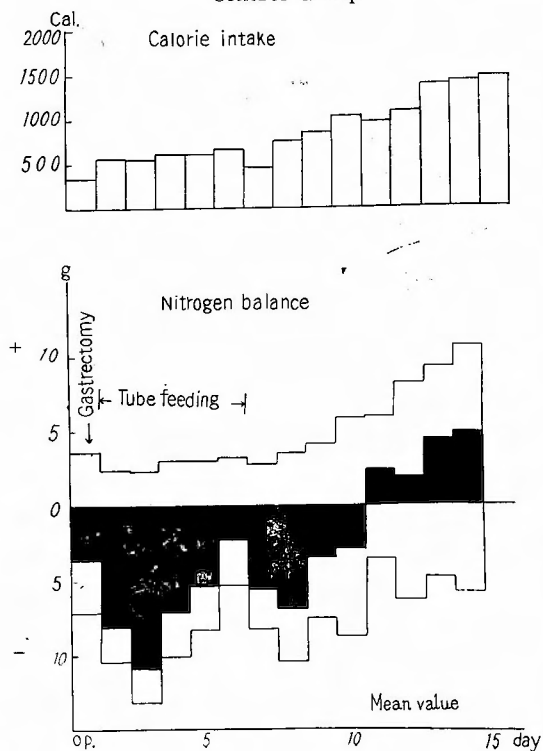 Cal.
2000
Calorie intake
1500
1000
500
g
Nitrogen balance
+
10
Gastrectomy
Tube feeding
5
0
5
10
–
Mean value
op.
5
10
15 day